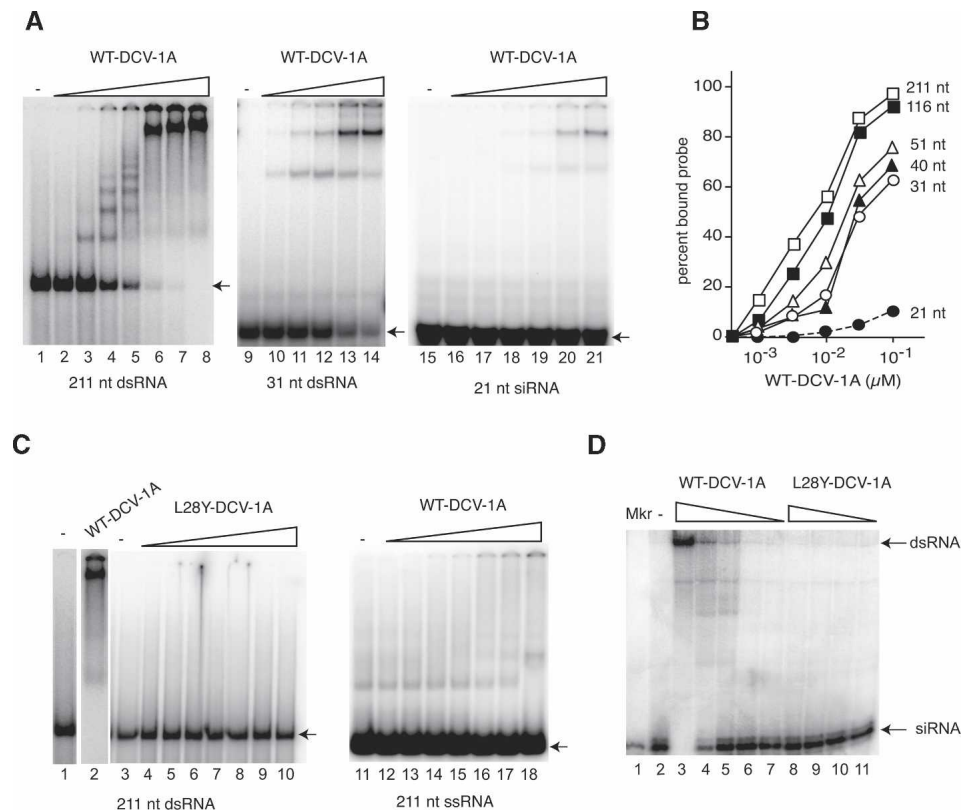 A
WT-DCV-1A
WT-DCV-1A
WT-DCV-1A
-
-
-
1 2 3 4 5 6 7 8
9 10 11 12 13 14
15 16 17 18 19 20 21
211 nt dsRNA
31 nt dsRNA
21 nt siRNA
B
percent bound probe
100
80
60
40
20
0
10⁻³ 10⁻² 10⁻¹
WT-DCV-1A (µM)
211 nt
116 nt
51 nt
40 nt
31 nt
21 nt
C
- WT-DCV-1A
L28Y-DCV-1A
-
WT-DCV-1A
-
1 2 3 4 5 6 7 8 9 10
11 12 13 14 15 16 17 18
211 nt dsRNA
211 nt ssRNA
D
WT-DCV-1A L28Y-DCV-1A
Mkr -
dsRNA
siRNA
1 2 3 4 5 6 7 8 9 10 11